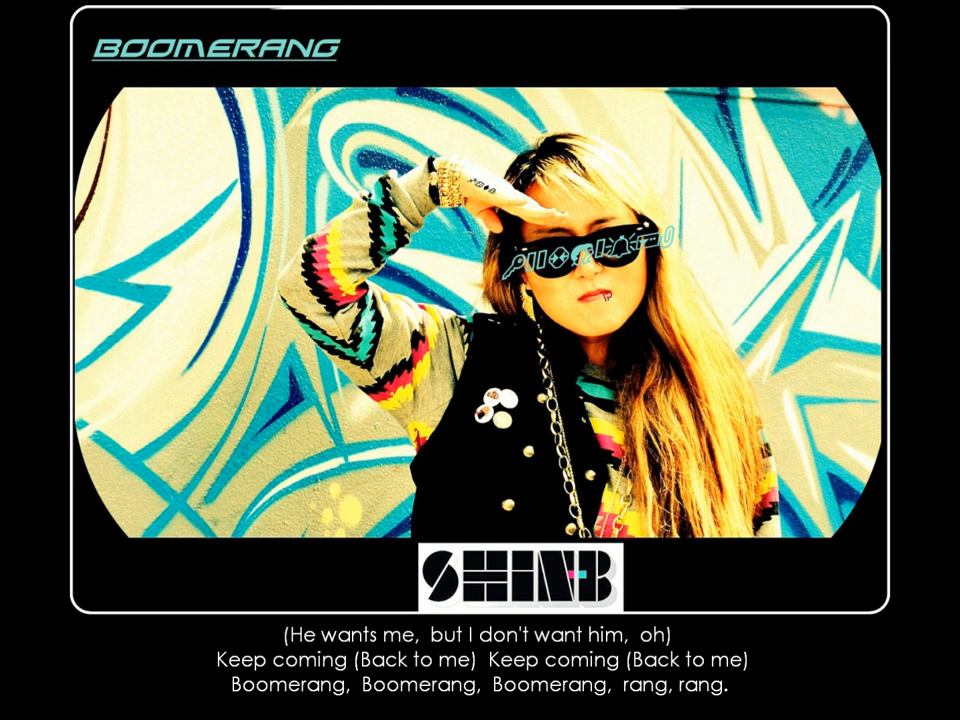 BOOMERANG
SHIN-B
(He wants me, but I don't want him, oh)
Keep coming (Back to me) Keep coming (Back to me)
Boomerang, Boomerang, Boomerang, rang, rang.